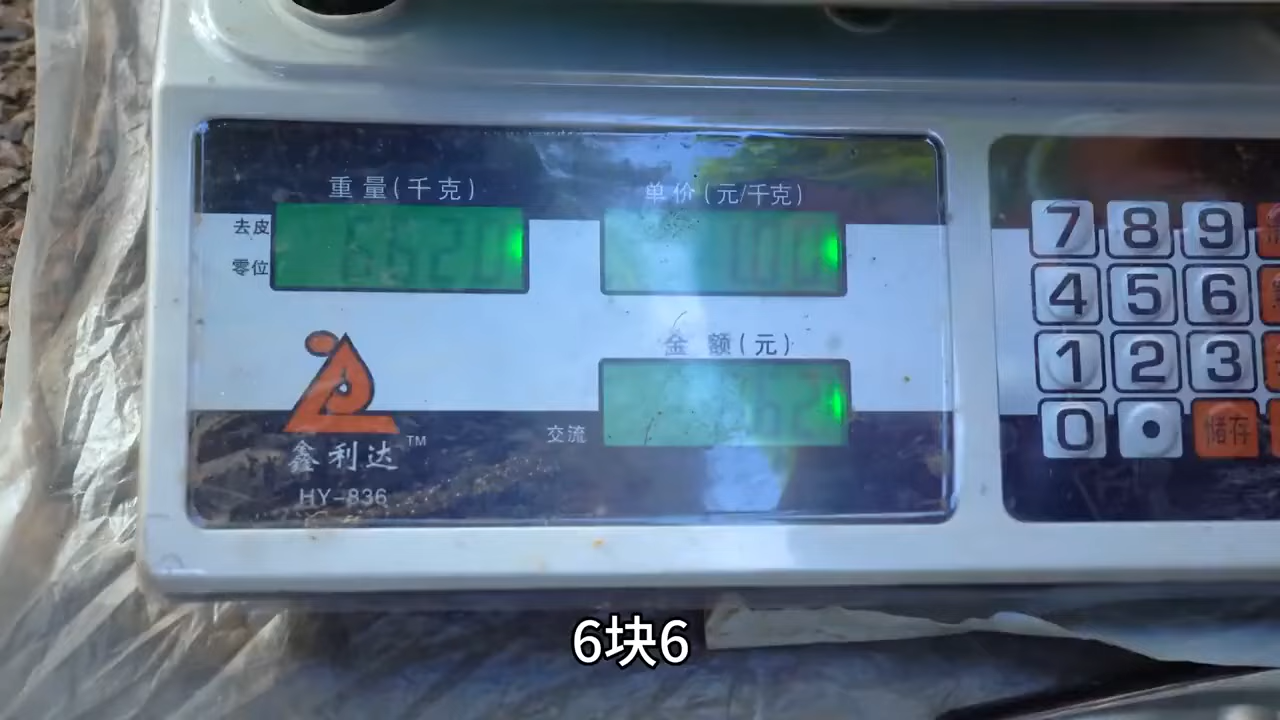 重量(千克)
单价(元/千克)
去皮
零位
6620
金额(元)
交流
鑫利达™
HY-836
7 8 9
4 5 6
1 2 3
0 • 储存
6块6